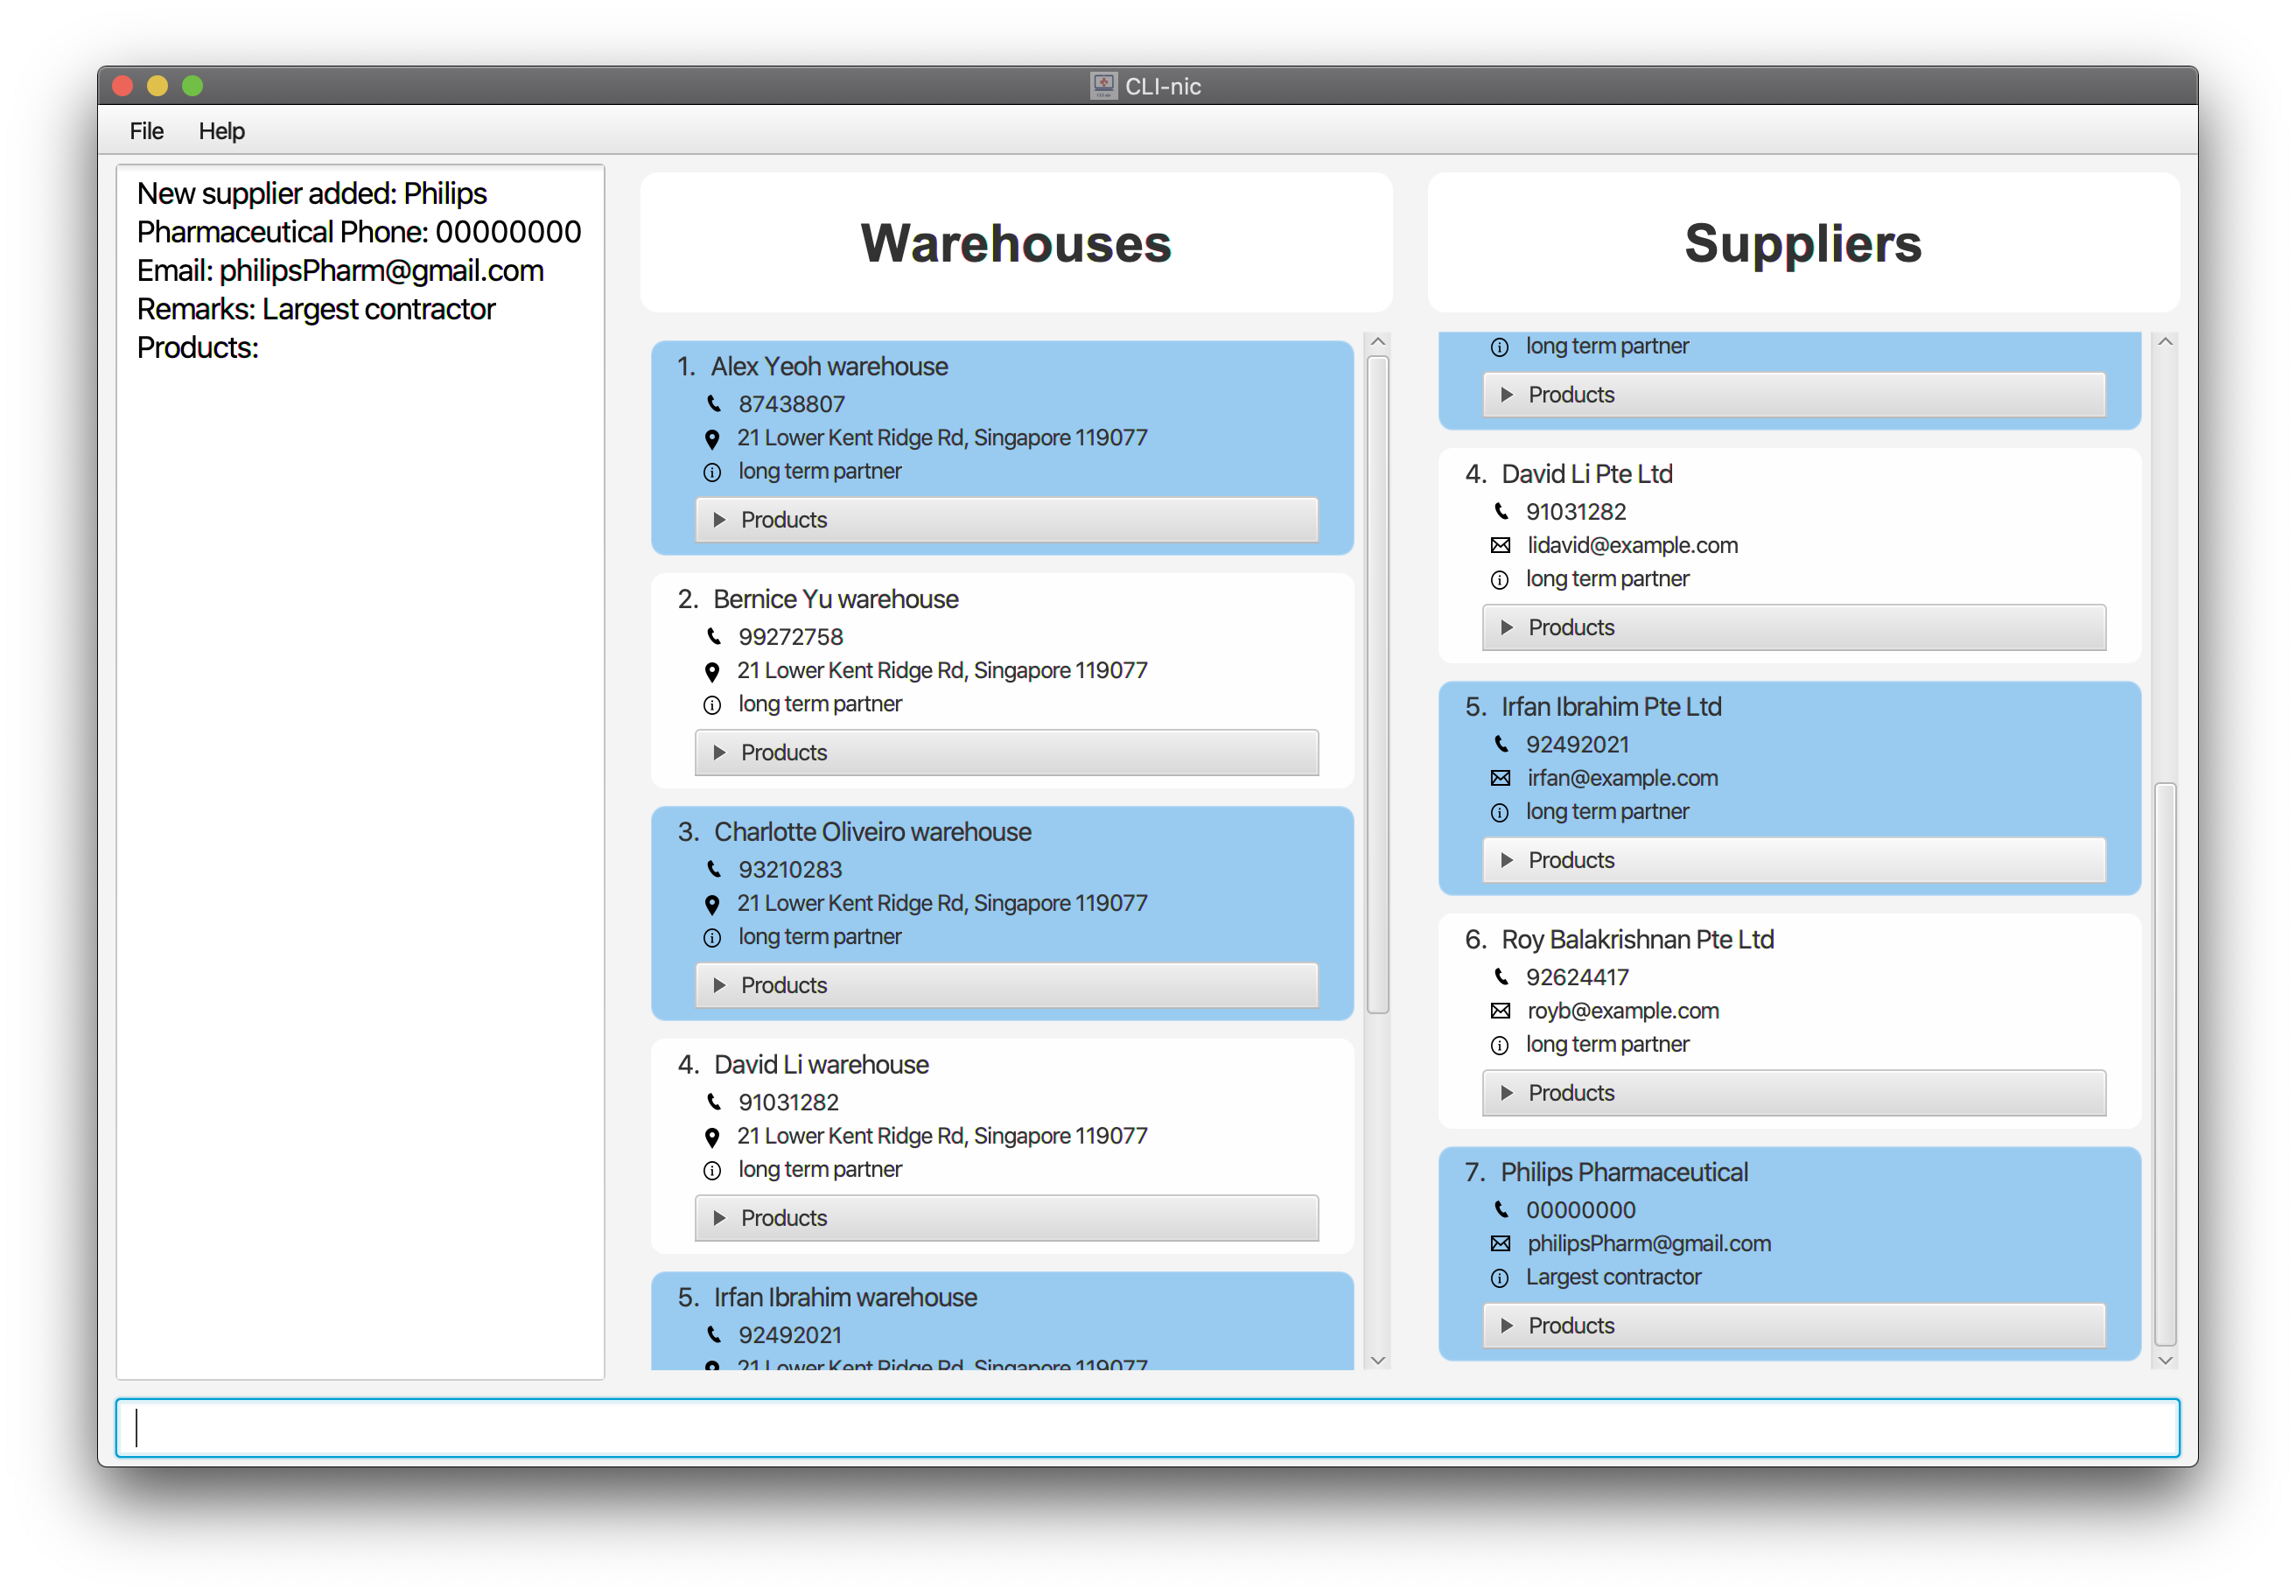 CLI-nic
File Help
New supplier added: Philips
Pharmaceutical Phone: 00000000
Email: philipsPharm@gmail.com
Remarks: Largest contractor
Products:
Warehouses
1. Alex Yeoh warehouse
87438807
21 Lower Kent Ridge Rd, Singapore 119077
long term partner
Products
2. Bernice Yu warehouse
99272758
21 Lower Kent Ridge Rd, Singapore 119077
long term partner
Products
3. Charlotte Oliveiro warehouse
93210283
21 Lower Kent Ridge Rd, Singapore 119077
long term partner
Products
4. David Li warehouse
91031282
21 Lower Kent Ridge Rd, Singapore 119077
long term partner
Products
5. Irfan Ibrahim warehouse
92492021
21 Lower Kent Ridge Rd, Singapore 119077
Suppliers
long term partner
Products
4. David Li Pte Ltd
91031282
lidavid@example.com
long term partner
Products
5. Irfan Ibrahim Pte Ltd
92492021
irfan@example.com
long term partner
Products
6. Roy Balakrishnan Pte Ltd
92624417
royb@example.com
long term partner
Products
7. Philips Pharmaceutical
00000000
philipsPharm@gmail.com
Largest contractor
Products